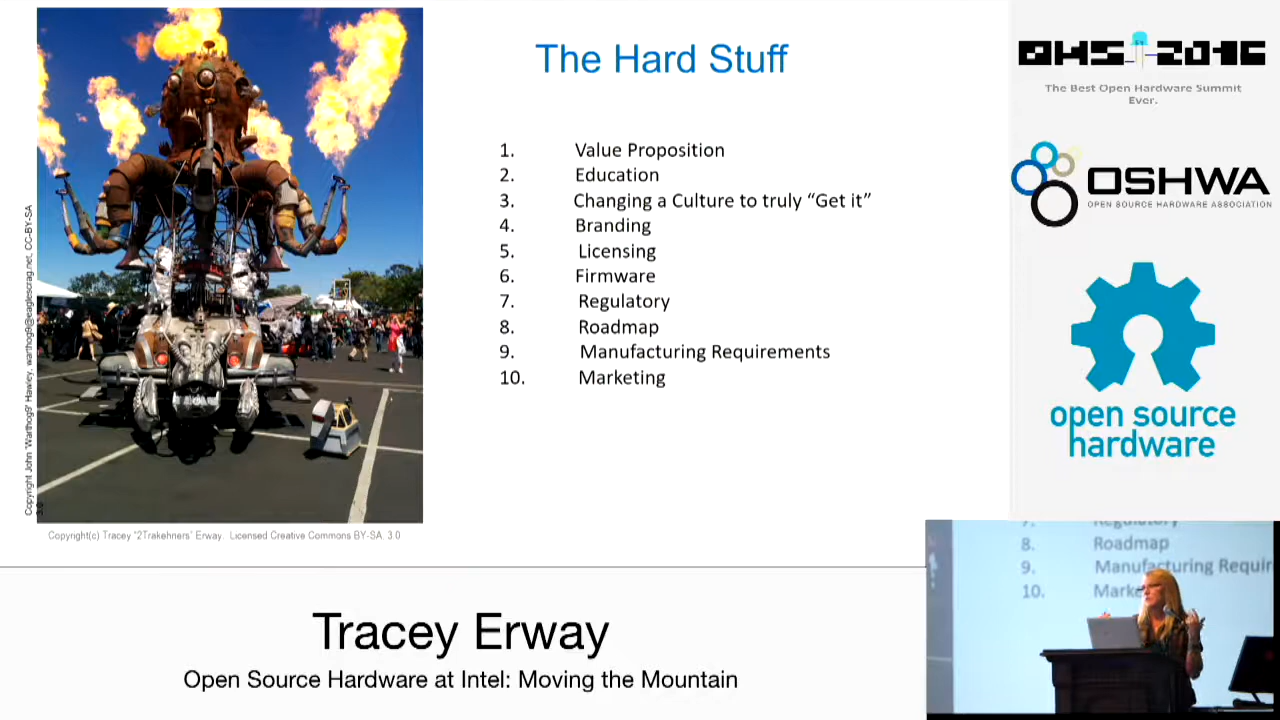 The Hard Stuff
1. Value Proposition
2. Education
3. Changing a Culture to truly “Get it”
4. Branding
5. Licensing
6. Firmware
7. Regulatory
8. Roadmap
9. Manufacturing Requirements
10. Marketing
Copyright John 'Warthog9' Hawley, warthog9@eaglescrag.net, CC-BY-SA
3.0
Copyright(c) Tracey "2Trakehners" Erway. Licensed Creative Commons BY-SA 3.0
OHS 2016
The Best Open Hardware Summit
Ever.
OSHWA
OPEN SOURCE HARDWARE ASSOCIATION
open source
hardware
7. Regulatory
8. Roadmap
9. Manufacturing Requir
10. Marke
Tracey Erway
Open Source Hardware at Intel: Moving the Mountain